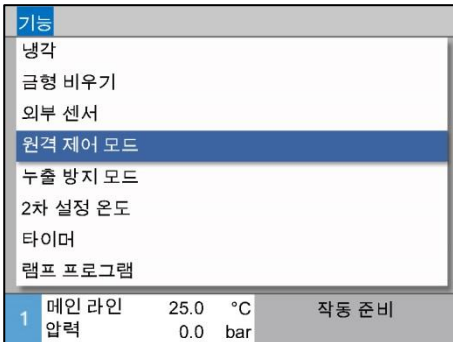 기능
냉각
금형 비우기
외부 센서
원격 제어 모드
누출 방지 모드
2차 설정 온도
타이머
램프 프로그램
1 메인 라인 25.0 °C 작동 준비
압력 0.0 bar